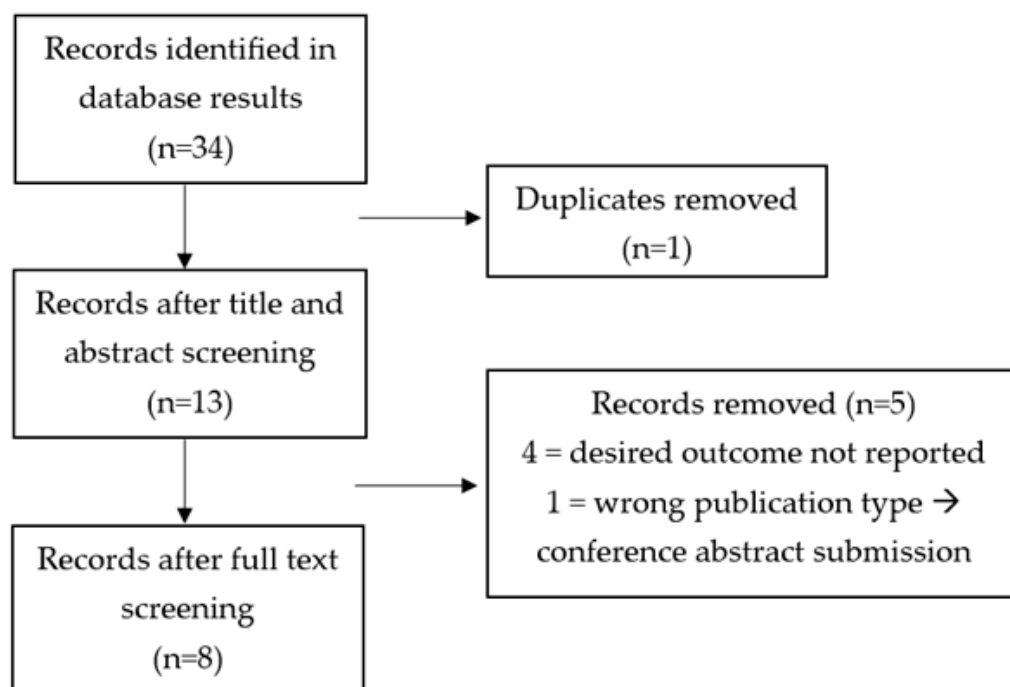 Records identified in
database results
(n=34)
Duplicates removed
(n=1)
Records after title and
abstract screening
(n=13)
Records removed (n=5)
4 = desired outcome not reported
1 = wrong publication type →
conference abstract submission
Records after full text
screening
(n=8)